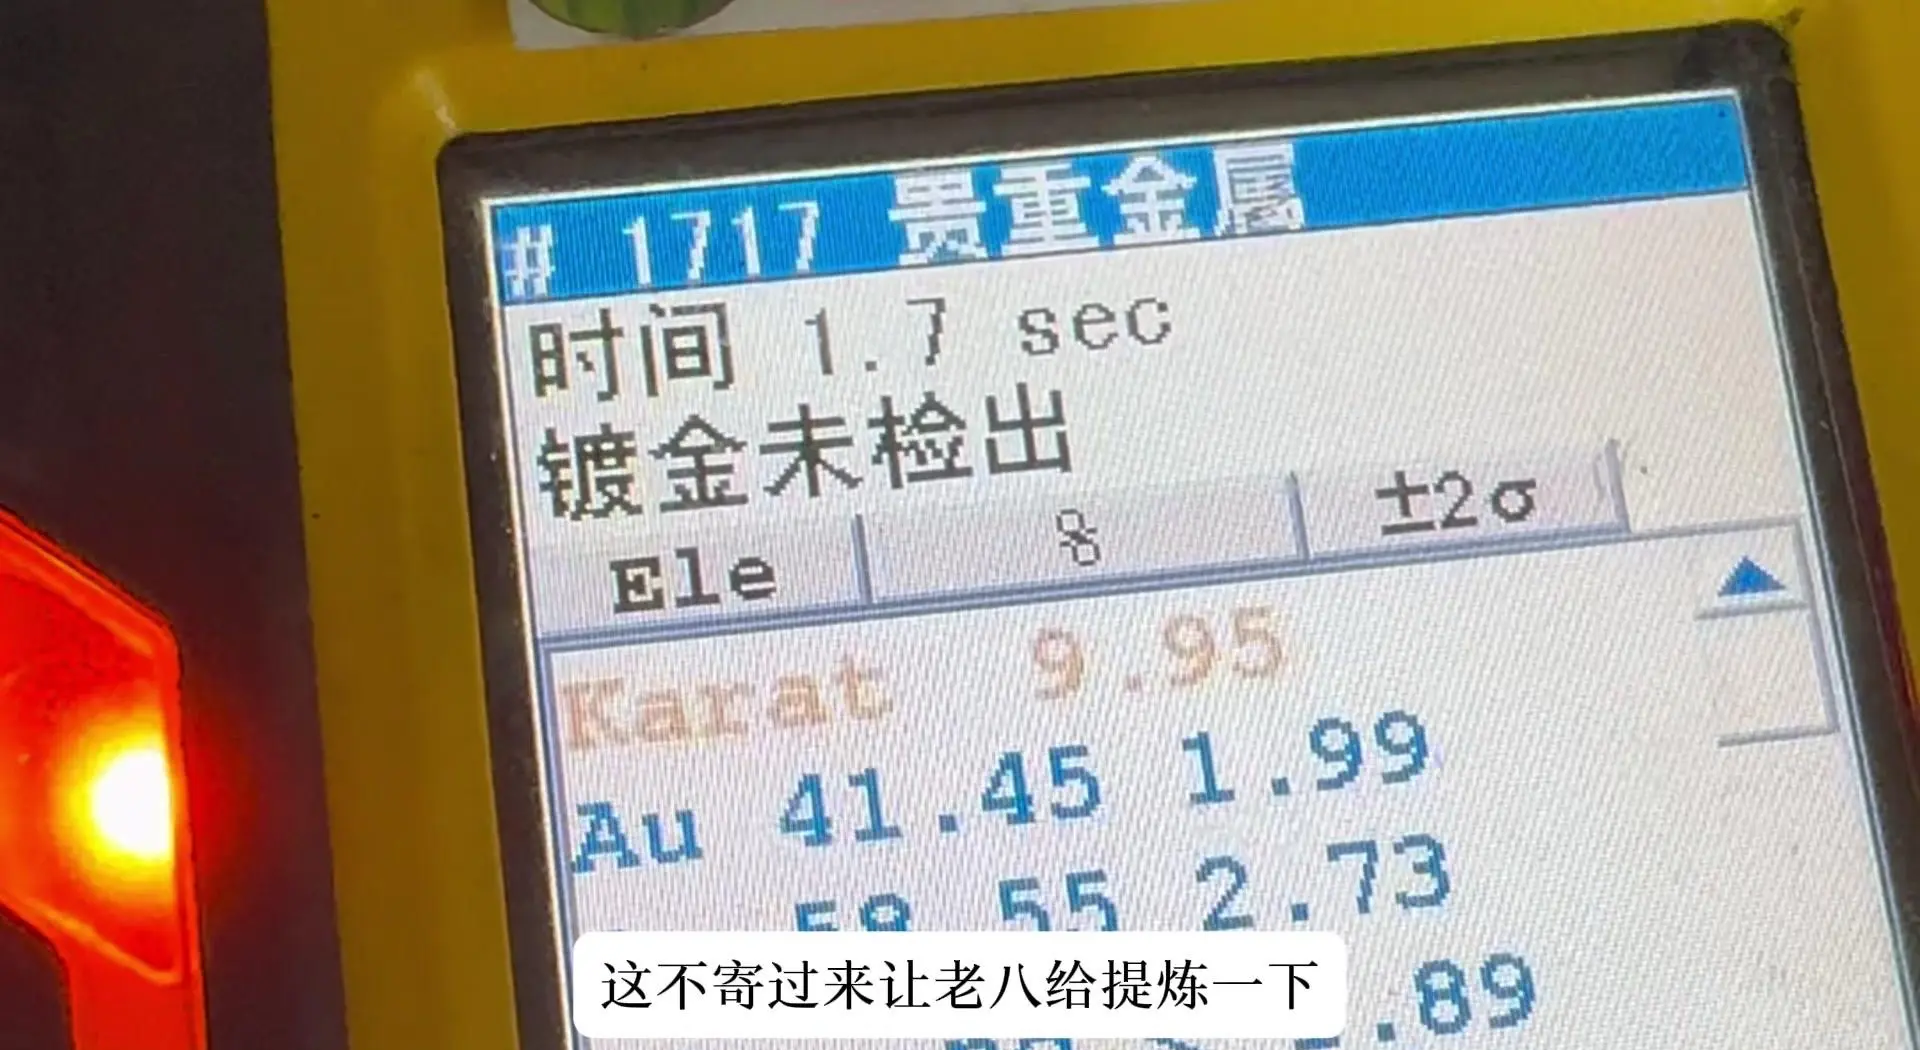 # 1717 贵重金属
时间 1.7 sec
镀金未检出
Ele % ±2σ
Karat 9.95
Au 41.45 1.99
58.55 2.73
.89
这不寄过来让老八给提炼一下